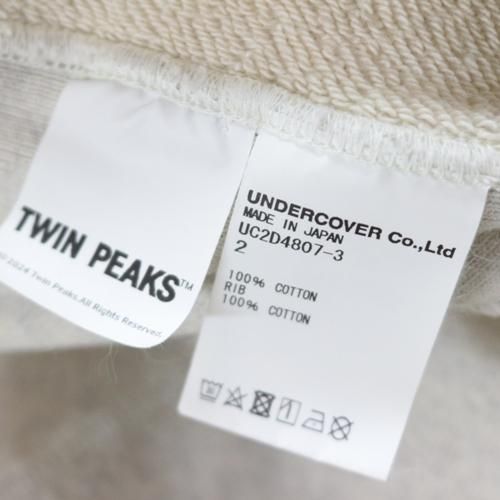 TWIN PEAKS™
© 2024 Twin Peaks.All Rights Reserved.
UNDERCOVER Co.,Ltd
MADE IN JAPAN
UC2D4807-3
2
100% COTTON
RIB
100% COTTON